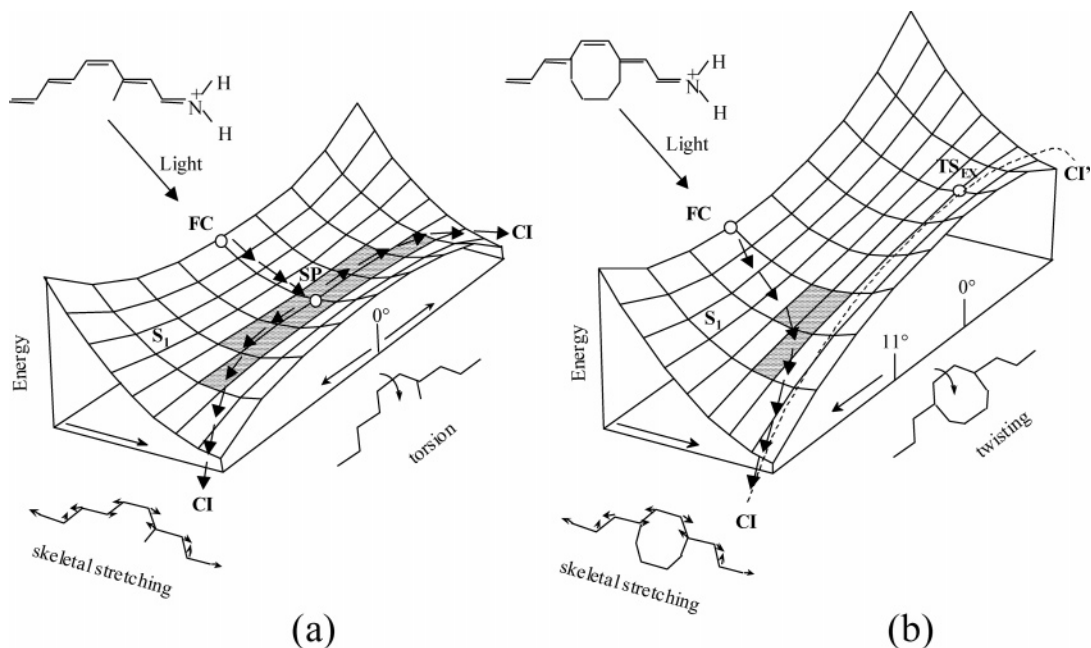 H
N
+
H
Light
FC
SP
CI
S1
0°
Energy
torsion
CI
skeletal stretching
(a)
H
N
+
H
Light
TSEX
CI'
FC
S1
0°
11°
Energy
twisting
CI
skeletal stretching
(b)